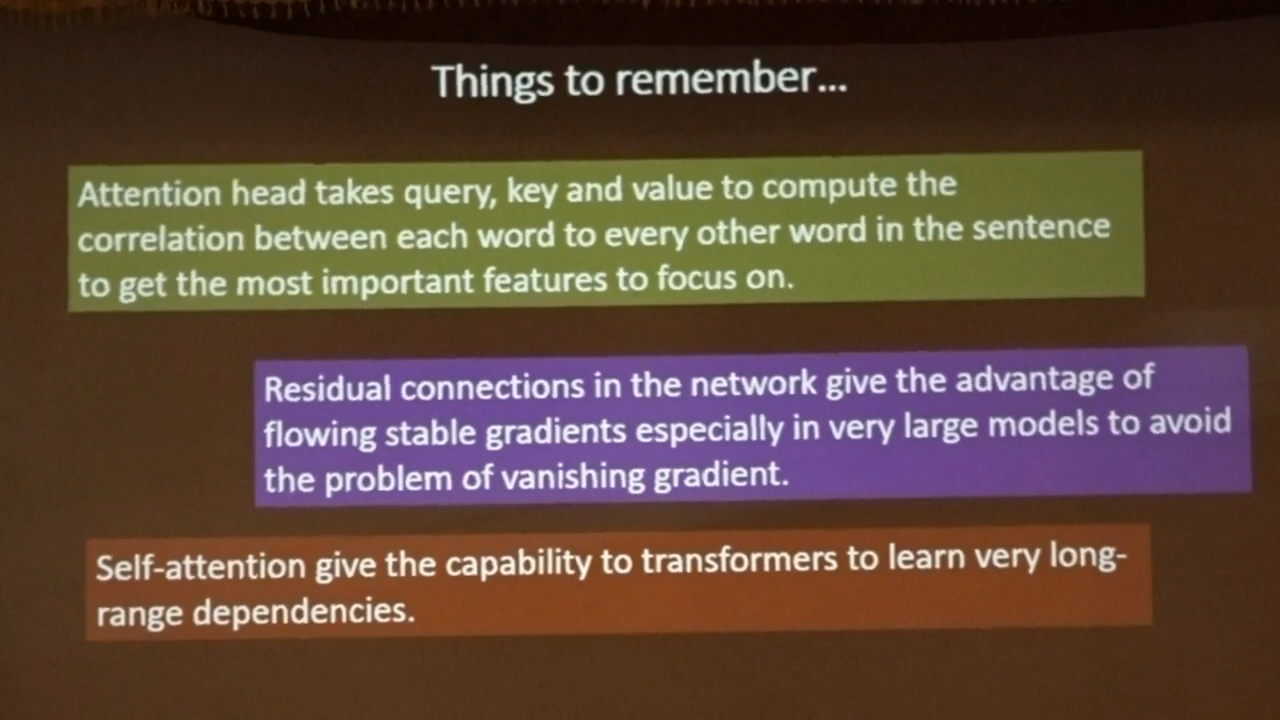 Things to remember...
Attention head takes query, key and value to compute the
correlation between each word to every other word in the sentence
to get the most important features to focus on.
Residual connections in the network give the advantage of
flowing stable gradients especially in very large models to avoid
the problem of vanishing gradient.
Self-attention give the capability to transformers to learn very long-
range dependencies.